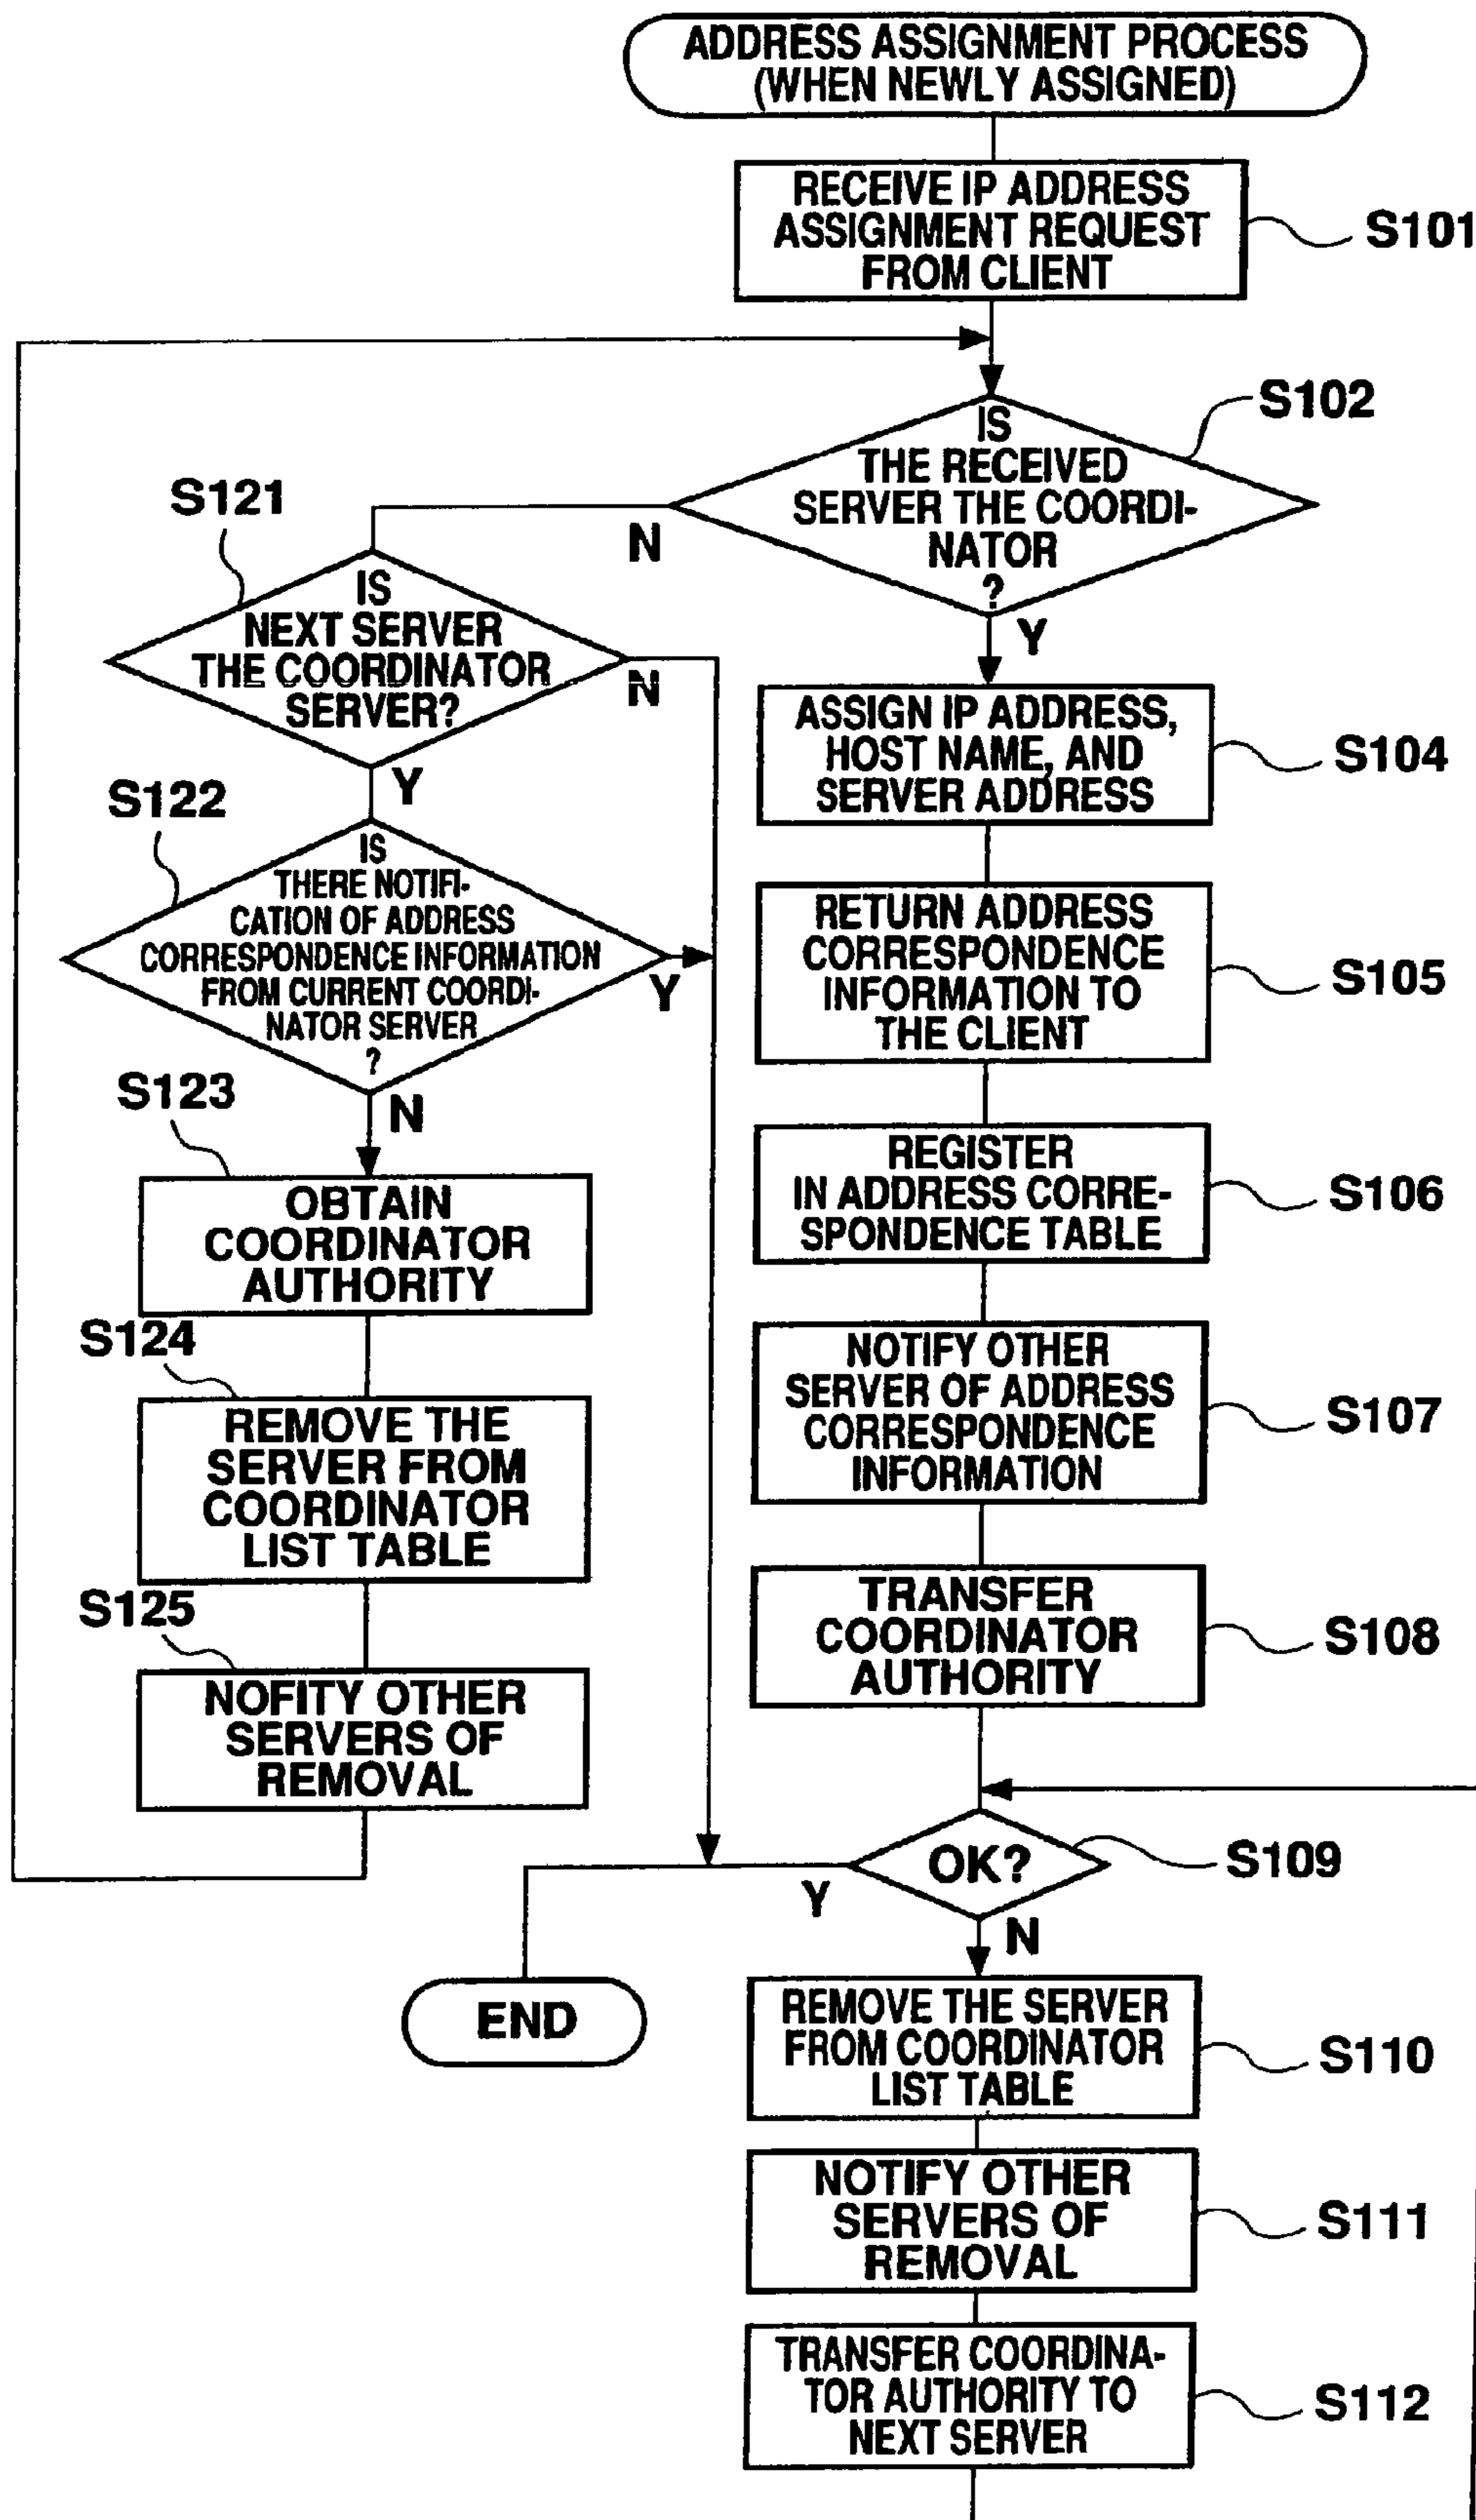 ADDRESS ASSIGNMENT PROCESS
(WHEN NEWLY ASSIGNED)
RECEIVE IP ADDRESS
ASSIGNMENT REQUEST
FROM CLIENT
S101
IS
THE RECEIVED
SERVER THE COORDI-
NATOR
?
S102
N
Y
S121
IS
NEXT SERVER
THE COORDINATOR
SERVER?
N
Y
S122
IS
THERE NOTIFI-
CATION OF ADDRESS
CORRESPONDENCE INFORMATION
FROM CURRENT COORDI-
NATOR SERVER
?
Y
N
S123
OBTAIN
COORDINATOR
AUTHORITY
S124
REMOVE THE
SERVER FROM
COORDINATOR
LIST TABLE
S125
NOFITY OTHER
SERVERS OF
REMOVAL
ASSIGN IP ADDRESS,
HOST NAME, AND
SERVER ADDRESS
S104
RETURN ADDRESS
CORRESPONDENCE
INFORMATION TO
THE CLIENT
S105
REGISTER
IN ADDRESS CORRE-
SPONDENCE TABLE
S106
NOTIFY OTHER
SERVER OF ADDRESS
CORRESPONDENCE
INFORMATION
S107
TRANSFER
COORDINATOR
AUTHORITY
S108
OK?
S109
Y
N
END
REMOVE THE SERVER
FROM COORDINATOR
LIST TABLE
S110
NOTIFY OTHER
SERVERS OF
REMOVAL
S111
TRANSFER COORDINA-
TOR AUTHORITY TO
NEXT SERVER
S112